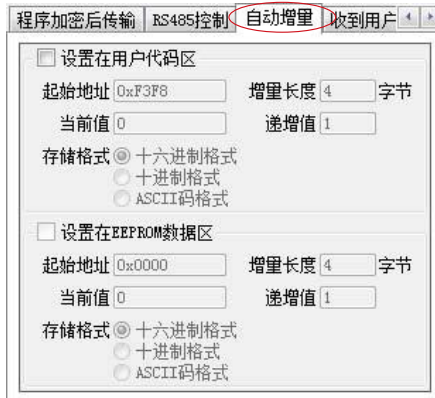 程序加密后传输 RS485控制 自动增量 收到用户
设置在用户代码区
起始地址 0xF3F8 增量长度 4 字节
当前值 0 递增值 1
存储格式 十六进制格式
十进制格式
ASCII码格式
设置在EEPROM数据区
起始地址 0x0000 增量长度 4 字节
当前值 0 递增值 1
存储格式 十六进制格式
十进制格式
ASCII码格式